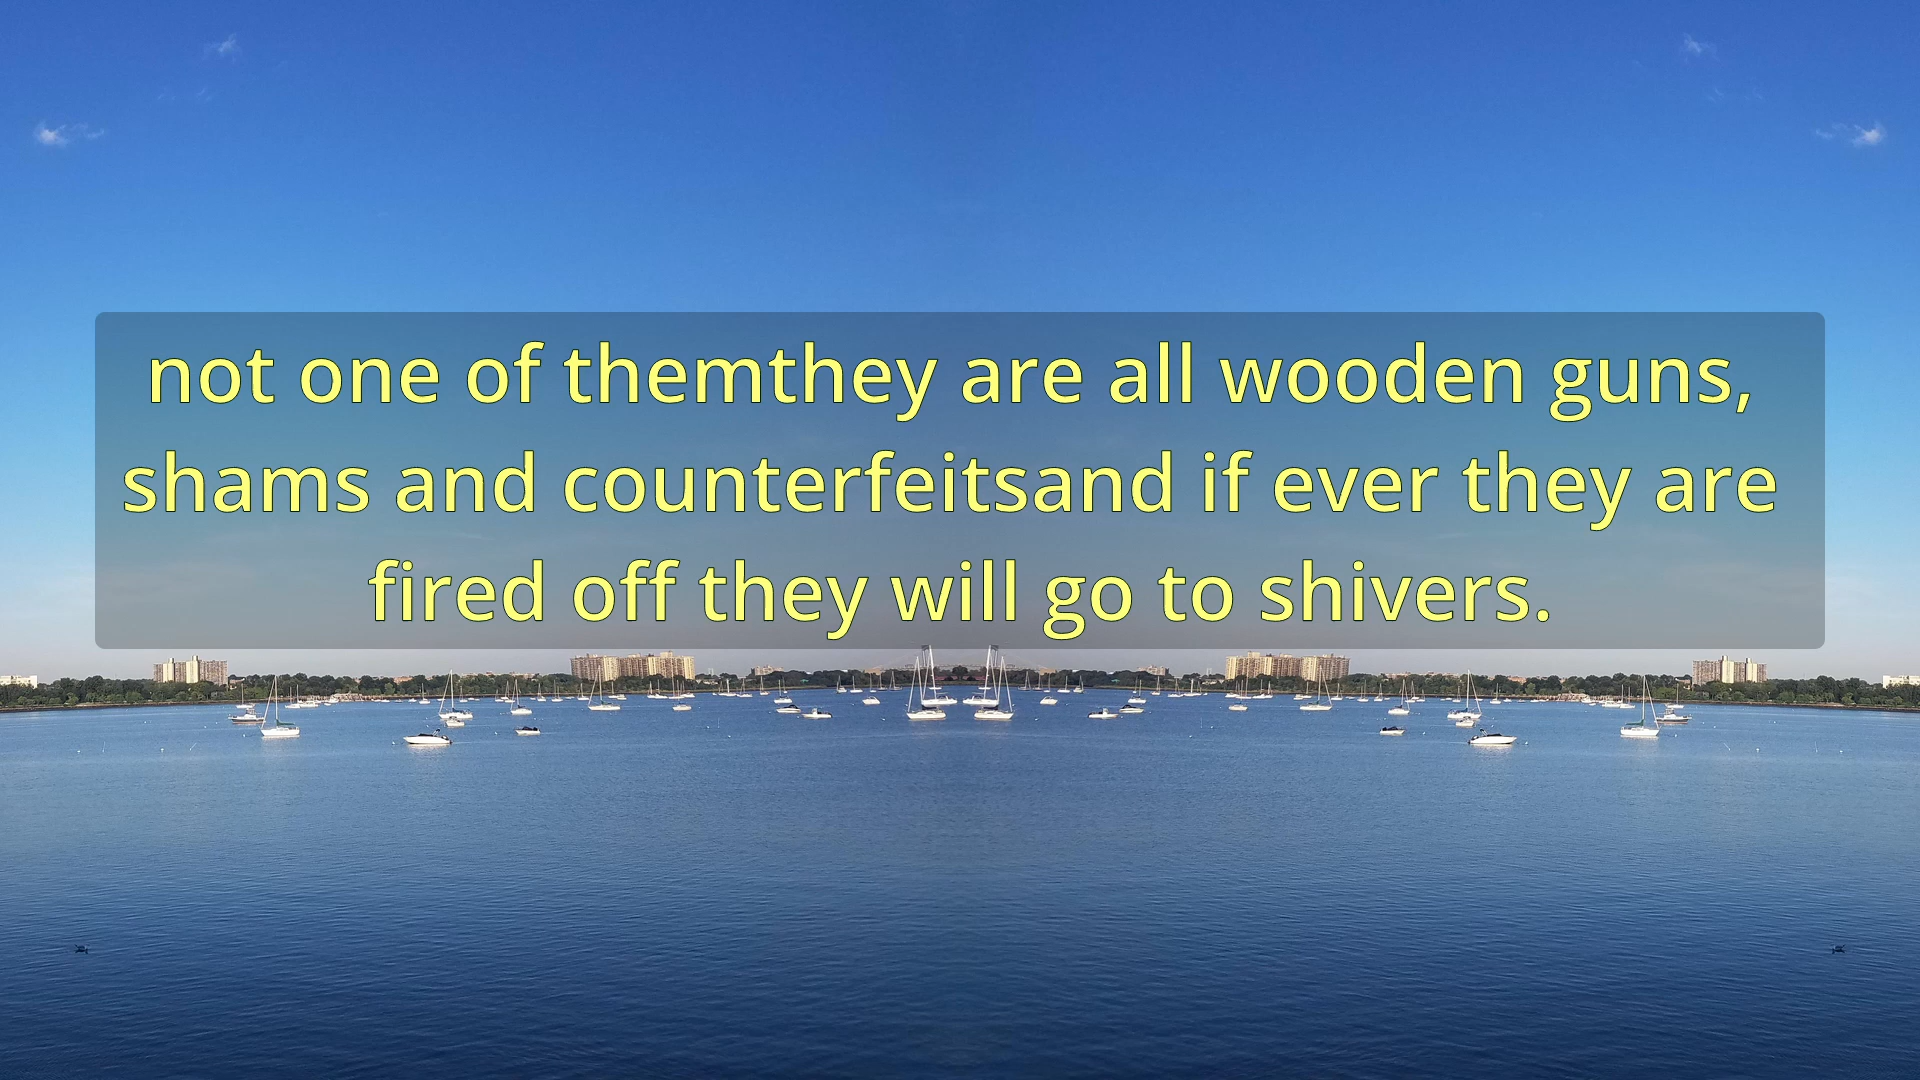 not one of themthey are all wooden guns,
shams and counterfeitsand if ever they are
fired off they will go to shivers.